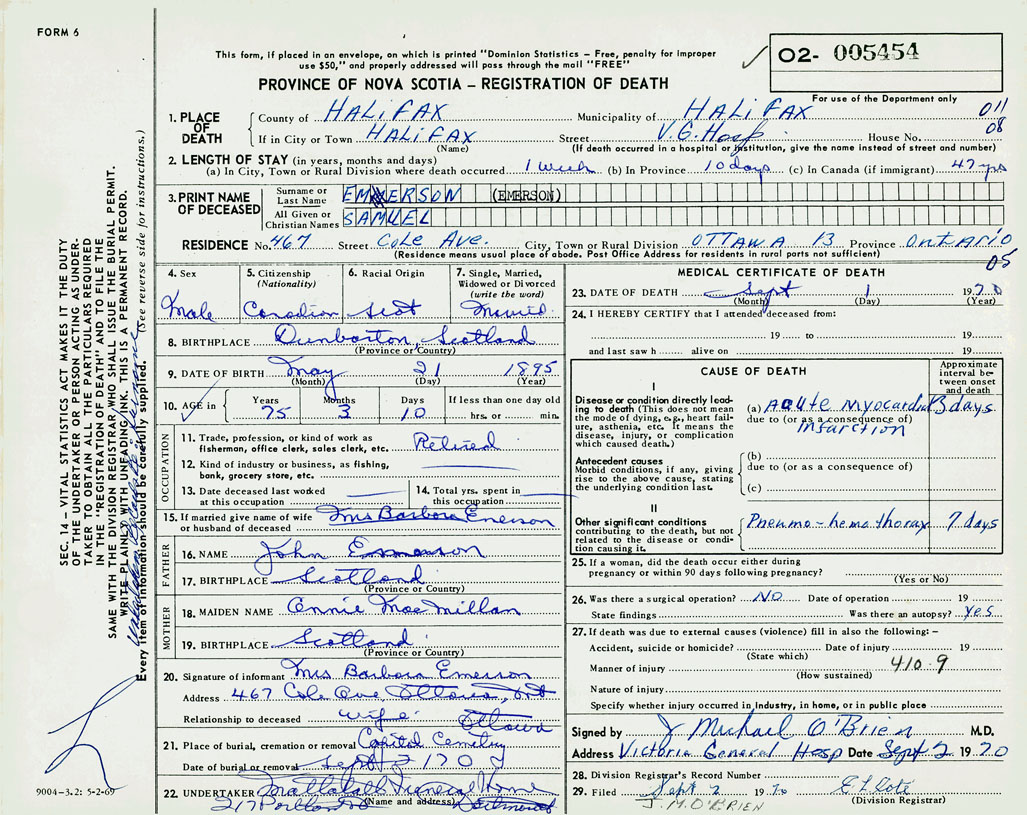 FORM 6
This form, if placed in an envelope, on which is printed "Dominion Statistics – Free, penalty for improper
use $50," and properly addressed will pass through the mail "FREE"
O2- 005454
For use of the Department only
PROVINCE OF NOVA SCOTIA – REGISTRATION OF DEATH
1. PLACE OF DEATH
County of HALIFAX Municipality of HALIFAX 011
If in City or Town HALIFAX Street V.G. Hosp. House No. 08
(Name) (If death occurred in a hospital or institution, give the name instead of street and number)
2. LENGTH OF STAY (in years, months and days)
(a) In City, Town or Rural Division where death occurred 1 week (b) In Province 10 days (c) In Canada (if immigrant) 47 yrs
3. PRINT NAME OF DECEASED
Surname or Last Name EMERSON (EMERSON)
All Given or Christian Names SAMUEL
RESIDENCE No. 467 Street Cole Ave. City, Town or Rural Division OTTAWA 13 Province ONTARIO
(Residence means usual place of abode. Post Office Address for residents in rural parts not sufficient) 05
4. Sex Male
5. Citizenship (Nationality) Canadian
6. Racial Origin Scot
7. Single, Married, Widowed or Divorced (write the word) Married
8. BIRTHPLACE Dunbarton, Scotland
(Province or Country)
9. DATE OF BIRTH May 21 1895
(Month) (Day) (Year)
10. AGE in Years 75 Months 3 Days 10 If less than one day old hrs. or min.
OCCUPATION
11. Trade, profession, or kind of work as fisherman, office clerk, sales clerk, etc. Retired
12. Kind of industry or business, as fishing, bank, grocery store, etc.
13. Date deceased last worked at this occupation
14. Total yrs. spent in this occupation
15. If married give name of wife or husband of deceased Mrs Barbara Emerson
FATHER
16. NAME John Emerson
17. BIRTHPLACE Scotland
(Province or Country)
MOTHER
18. MAIDEN NAME Annie MacMillan
19. BIRTHPLACE Scotland
(Province or Country)
20. Signature of informant Mrs. Barbara Emerson
Address 467 Cole Ave, Ottawa, Ont
Relationship to deceased wife Ottawa
21. Place of burial, cremation or removal Capital Cemetry
Date of burial or removal Sept 2 1970
22. UNDERTAKER Mattatall Funeral Home
217 Portland St (Name and address) Dartmouth
MEDICAL CERTIFICATE OF DEATH
23. DATE OF DEATH Sept 1 1970
(Month) (Day) (Year)
24. I HEREBY CERTIFY that I attended deceased from:
19 to 19
and last saw h alive on 19
CAUSE OF DEATH
Approximate interval between onset and death
I
Disease or condition directly leading to death (This does not mean the mode of dying, e.g., heart failure, asthenia, etc. It means the disease, injury, or complication which caused death.)
(a) Acute Myocardial 3 days
due to (or as a consequence of)
Infarction
Antecedent causes
Morbid conditions, if any, giving rise to the above cause, stating the underlying condition last.
(b)
due to (or as a consequence of)
(c)
II
Other significant conditions contributing to the death, but not related to the disease or condition causing it.
Pneumo-hemothorax 7 days
25. If a woman, did the death occur either during
pregnancy or within 90 days following pregnancy?
(Yes or No)
26. Was there a surgical operation? NO Date of operation 19
State findings Was there an autopsy? Yes
27. If death was due to external causes (violence) fill in also the following: –
Accident, suicide or homicide? Date of injury 19
(State which)
Manner of injury 410.9
(How sustained)
Nature of injury
Specify whether injury occurred in industry, in home, or in public place
Signed by J Michael O'Brien M.D.
Address Victoria General Hosp Date Sept 2 1970
28. Division Registrar's Record Number
29. Filed Sept 2 1970
J. M. O'BRIEN (Division Registrar)
SEC. 14 – VITAL STATISTICS ACT MAKES IT THE DUTY
OF THE UNDERTAKER OR PERSON ACTING AS UNDER-
TAKER TO OBTAIN ALL THE PARTICULARS REQUIRED
IN THE "REGISTRATION OF DEATH" AND TO FILE THE
SAME WITH THE DIVISION REGISTRAR WHO SHALL ISSUE THE BURIAL PERMIT.
WRITE PLAINLY WITH UNFADING INK. THIS IS A PERMANENT RECORD.
Every item of information should be carefully supplied. (See reverse side for instructions.)
9004-3.2: 5-2-69